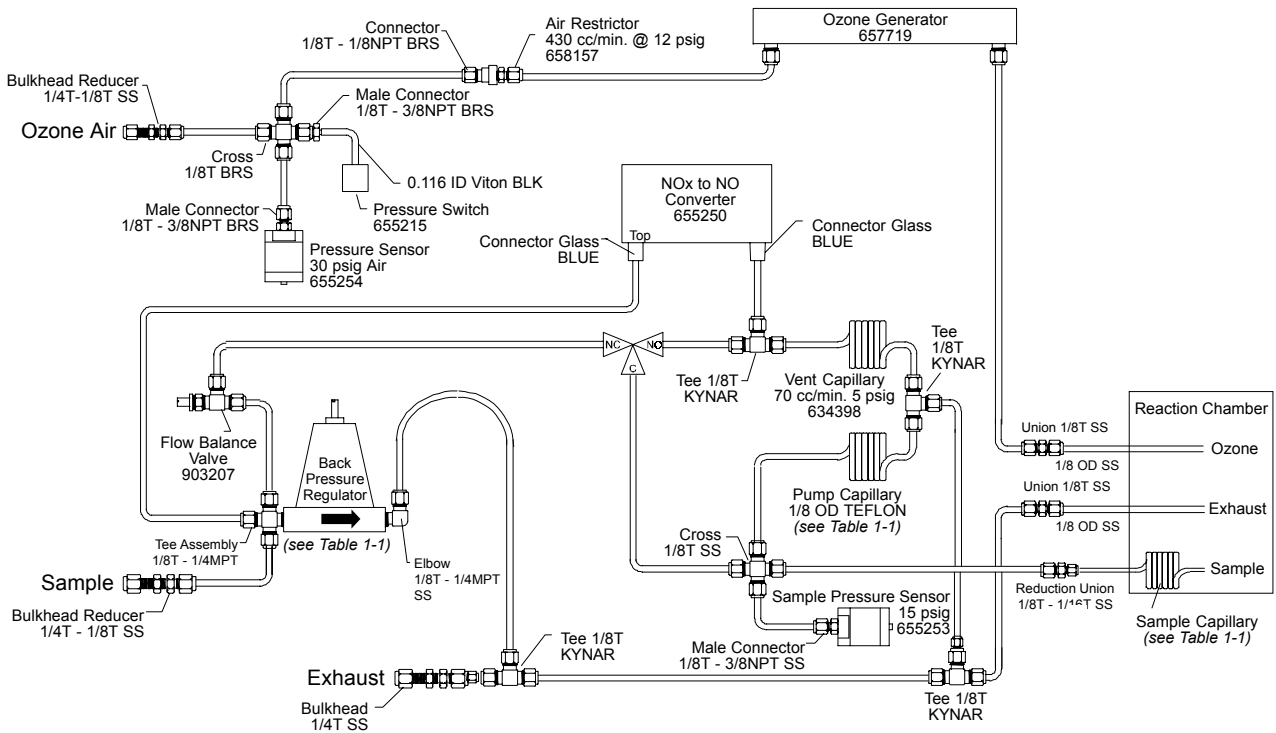 Connector
1/8T - 1/8NPT BRS
Air Restrictor
430 cc/min. @ 12 psig
658157
Ozone Generator
657719
Bulkhead Reducer
1/4T-1/8T SS
Ozone Air
Male Connector
1/8T - 3/8NPT BRS
Cross
1/8T BRS
0.116 ID Viton BLK
Pressure Switch
655215
Male Connector
1/8T - 3/8NPT BRS
Pressure Sensor
30 psig Air
655254
NOx to NO
Converter
655250
Top
Connector Glass
BLUE
Connector Glass
BLUE
NC
NO
C
Tee 1/8T
KYNAR
Vent Capillary
70 cc/min. 5 psig
634398
Tee
1/8T
KYNAR
Flow Balance
Valve
903207
Back
Pressure
Regulator
(see Table 1-1)
Pump Capillary
1/8 OD TEFLON
(see Table 1-1)
Reaction Chamber
Union 1/8T SS
Ozone
1/8 OD SS
Union 1/8T SS
Exhaust
1/8 OD SS
Sample
Reduction Union
1/8T - 1/16T SS
Sample Capillary
(see Table 1-1)
Tee Assembly
1/8T - 1/4MPT
Elbow
1/8T - 1/4MPT
SS
Cross
1/8T SS
Sample
Bulkhead Reducer
1/4T - 1/8T SS
Sample Pressure Sensor
15 psig
655253
Male Connector
1/8T - 3/8NPT SS
Tee 1/8T
KYNAR
Exhaust
Bulkhead
1/4T SS
Tee 1/8T
KYNAR